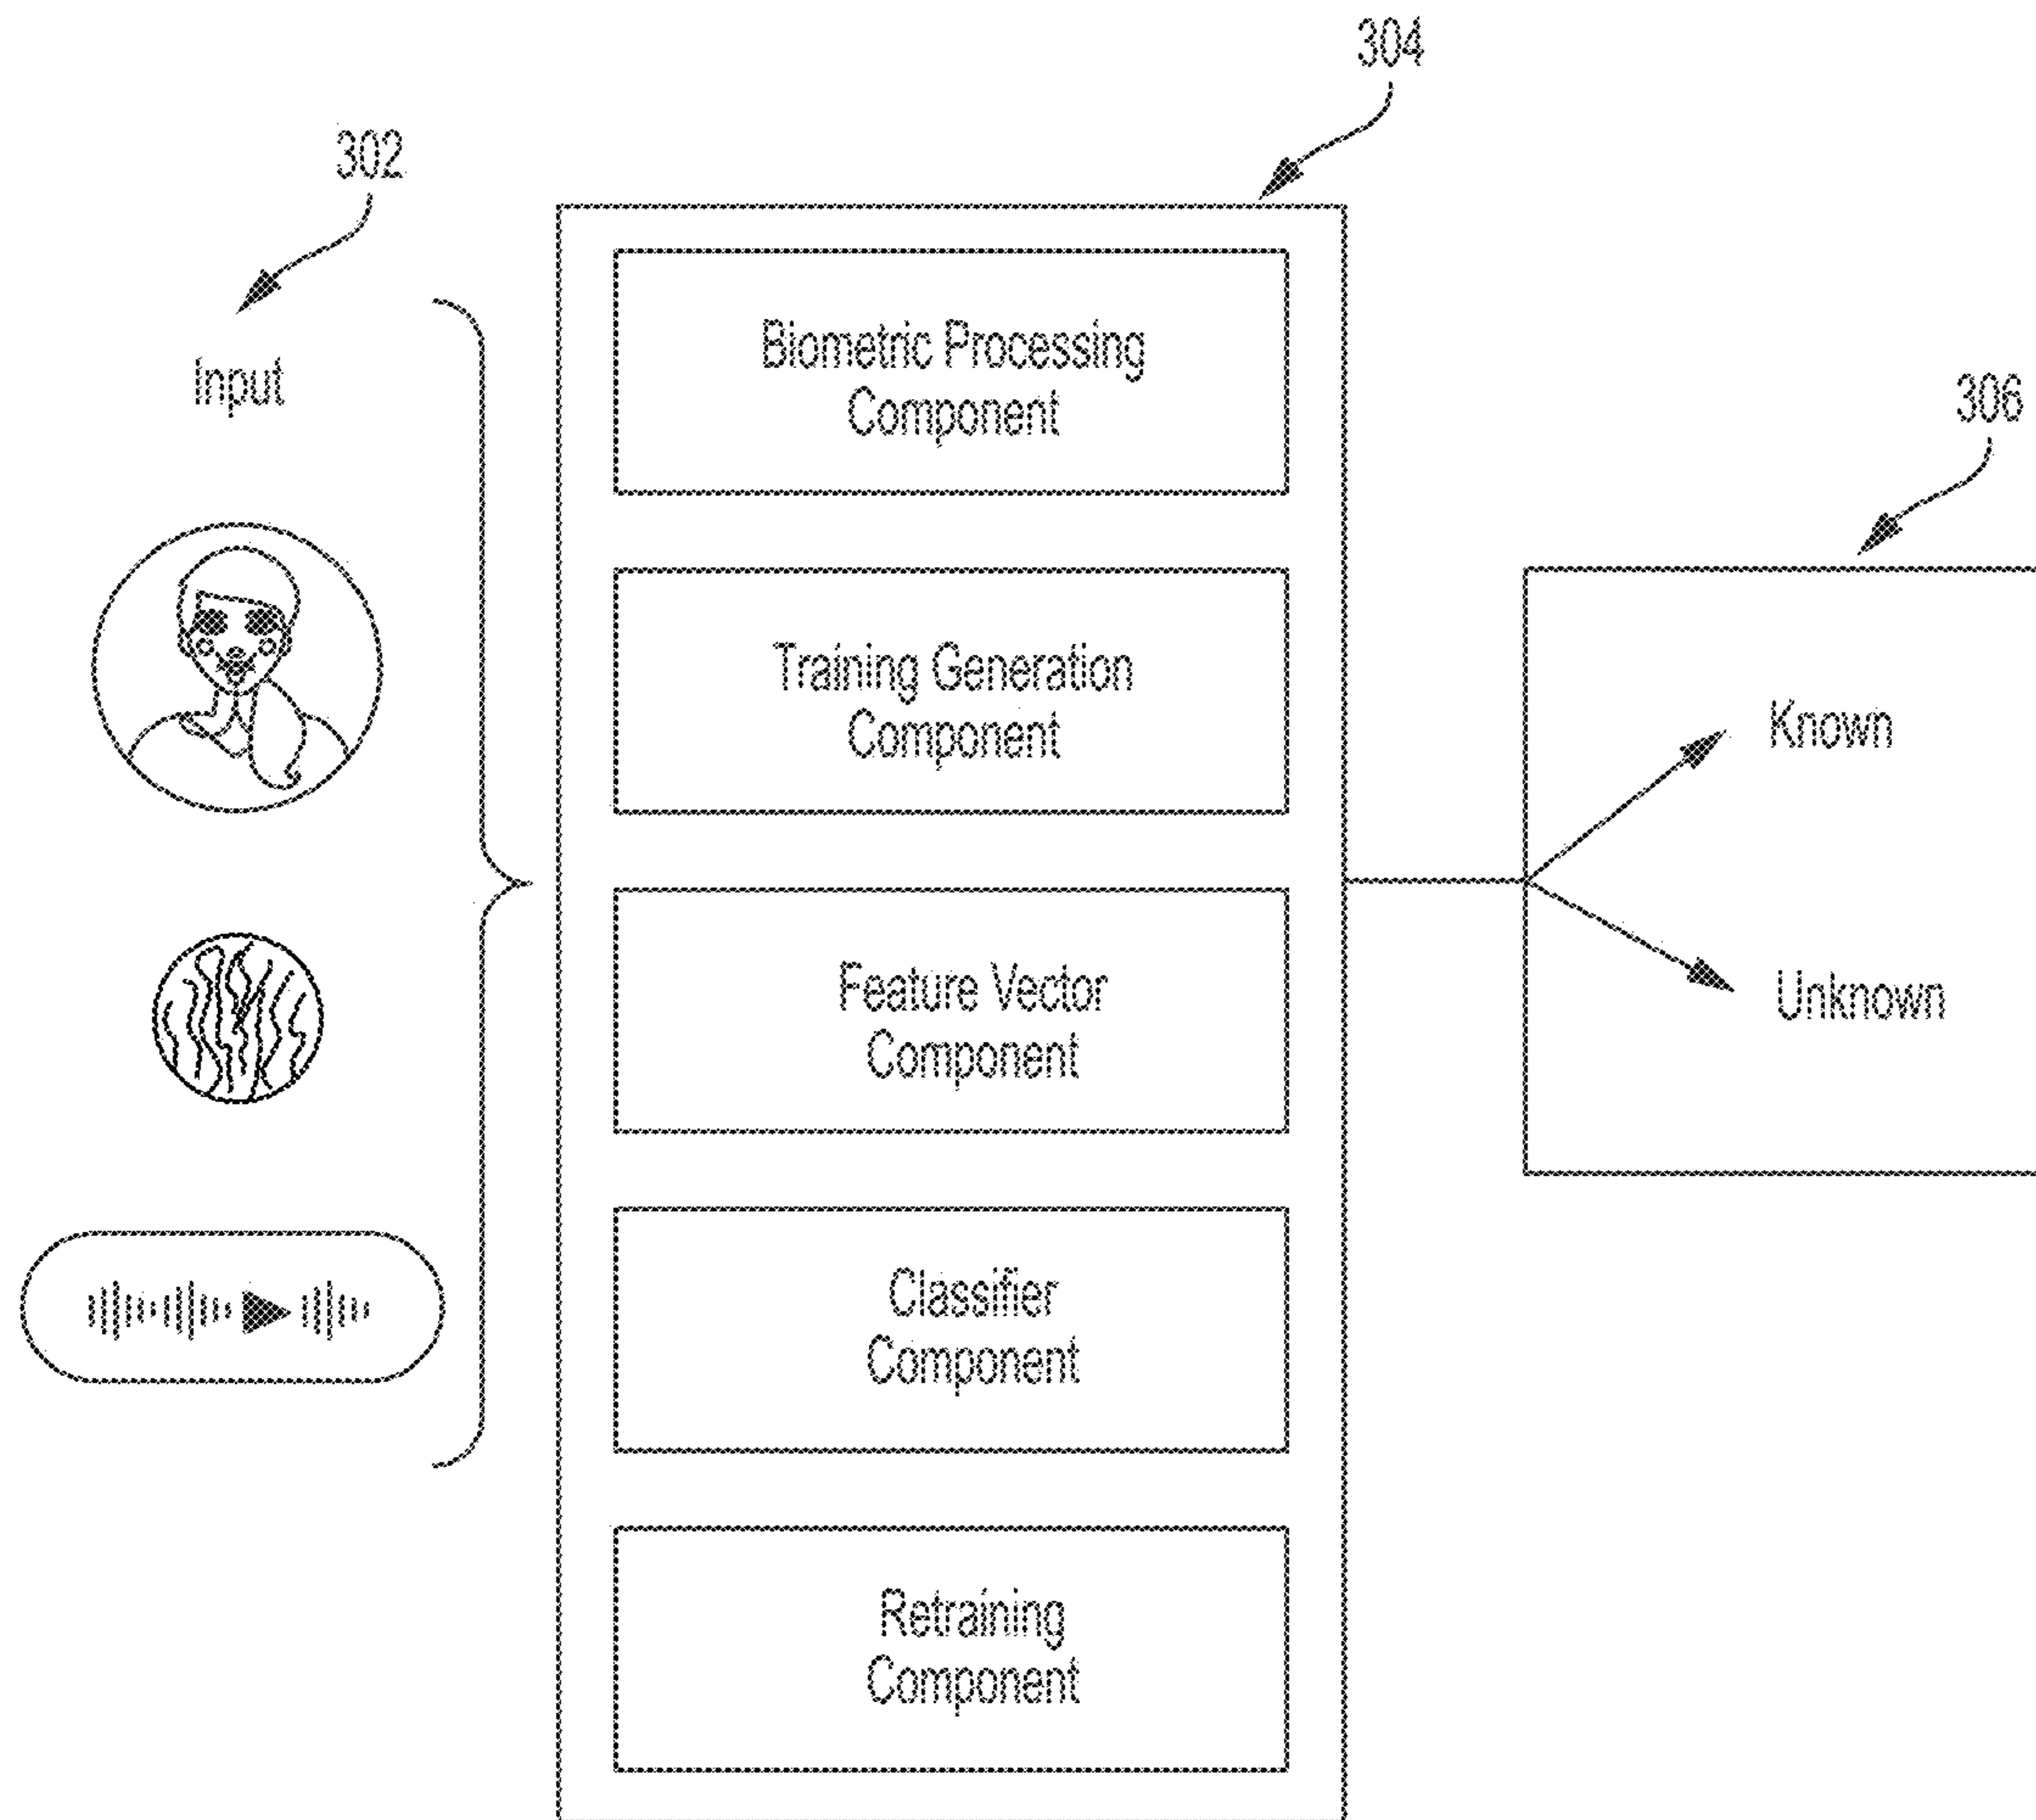 304
302
Input
Biometric Processing
Component
306
Training Generation
Component
Known
Feature Vector
Component
Unknown
Classifier
Component
Retraining
Component